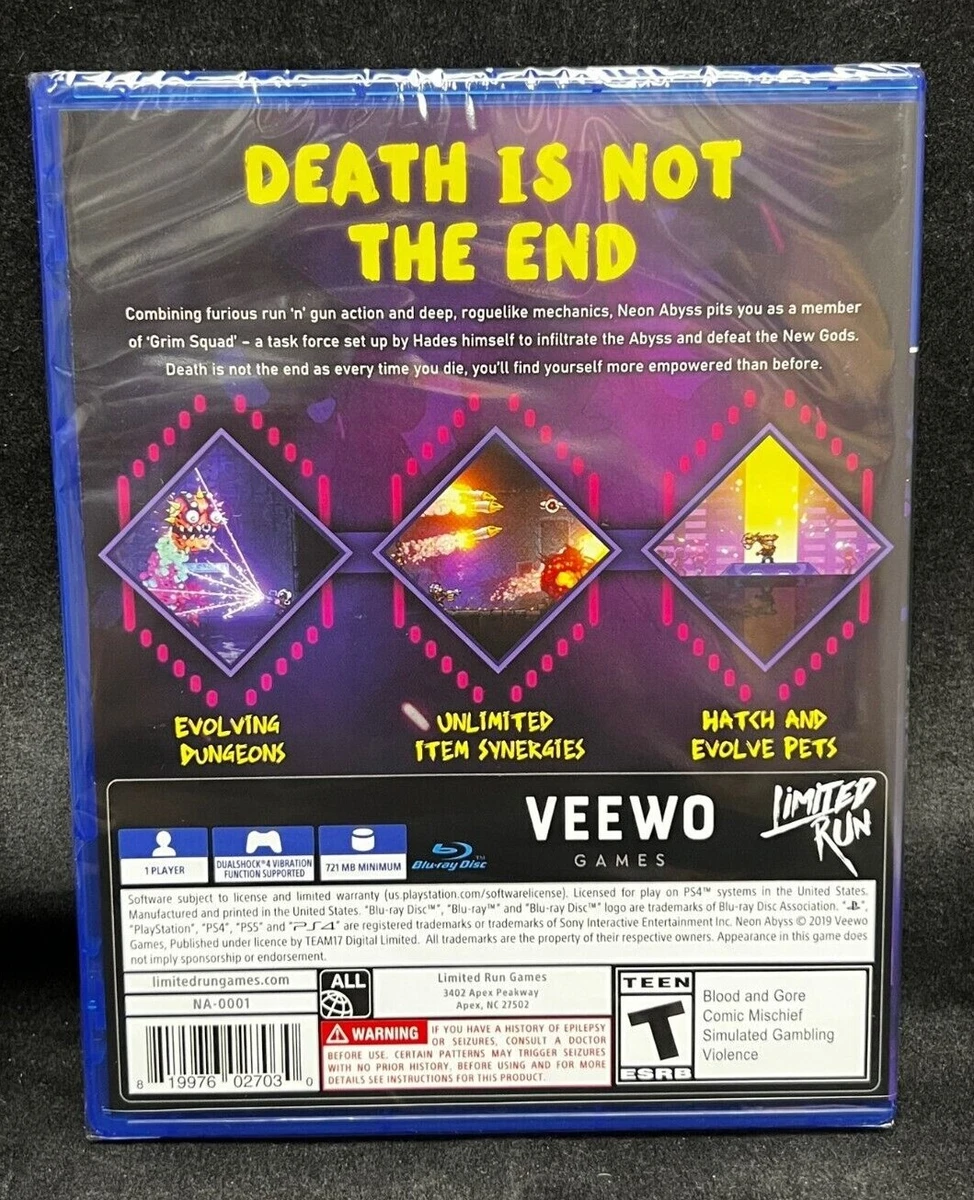 DEATH IS NOT
THE END
Combining furious run 'n' gun action and deep, roguelike mechanics, Neon Abyss pits you as a member
of 'Grim Squad' – a task force set up by Hades himself to infiltrate the Abyss and defeat the New Gods.
Death is not the end as every time you die, you'll find yourself more empowered than before.
EVOLVING
DUNGEONS
UNLIMITED
ITEM SYNERGIES
HATCH AND
EVOLVE PETS
VEEWO
GAMES
LIMITED
RUN
1 PLAYER
DUALSHOCK™4 VIBRATION
FUNCTION SUPPORTED
721 MB MINIMUM
Blu-ray Disc™
Software subject to license and limited warranty (us.playstation.com/softwarelicense). Licensed for play on PS4™ systems in the United States.
Manufactured and printed in the United States. "Blu-ray Disc™", "Blu-ray™" and "Blu-ray Disc™" logo are trademarks of Blu-ray Disc Association. "PS",
"PlayStation", "PS4", "PS5" and "PS4" are registered trademarks or trademarks of Sony Interactive Entertainment Inc. Neon Abyss © 2019 Veewo
Games, Published under licence by TEAM17 Digital Limited. All trademarks are the property of their respective owners. Appearance in this game does
not imply sponsorship or endorsement.
limitedrungames.com
NA-0001
8 19976 02703 0
ALL
Limited Run Games
3402 Apex Peakway
Apex, NC 27502
WARNING IF YOU HAVE A HISTORY OF EPILEPSY
OR SEIZURES, CONSULT A DOCTOR
BEFORE USE. CERTAIN PATTERNS MAY TRIGGER SEIZURES
WITH NO PRIOR HISTORY. BEFORE USING AND FOR MORE
DETAILS SEE INSTRUCTIONS FOR THIS PRODUCT.
TEEN
T
ESRB
Blood and Gore
Comic Mischief
Simulated Gambling
Violence